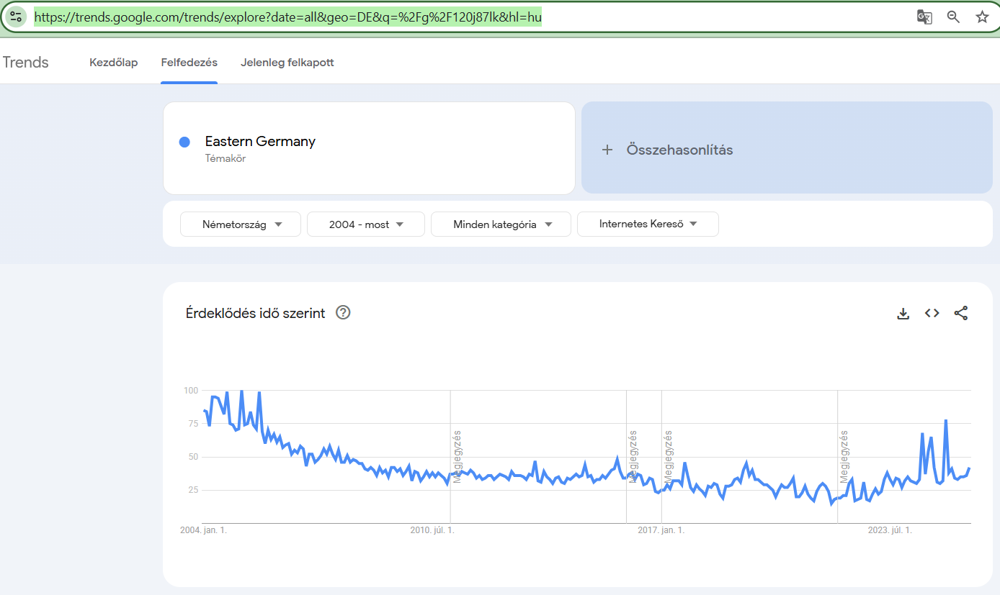 https://trends.google.com/trends/explore?date=all&geo=DE&q=%2Fg%2F120j87lk&hl=hu
Trends
Kezdőlap
Felfedezés
Jelenleg felkapott
Eastern Germany
Témakör
+ Összehasonlítás
Németország
2004 - most
Minden kategória
Internetes Kereső
Érdeklődés idő szerint
?
100
75
50
25
Megjegyzés
Megjegyzés
Megjegyzés
Megjegyzés
2004. jan. 1.
2010. júl. 1.
2017. jan. 1.
2023. júl. 1.